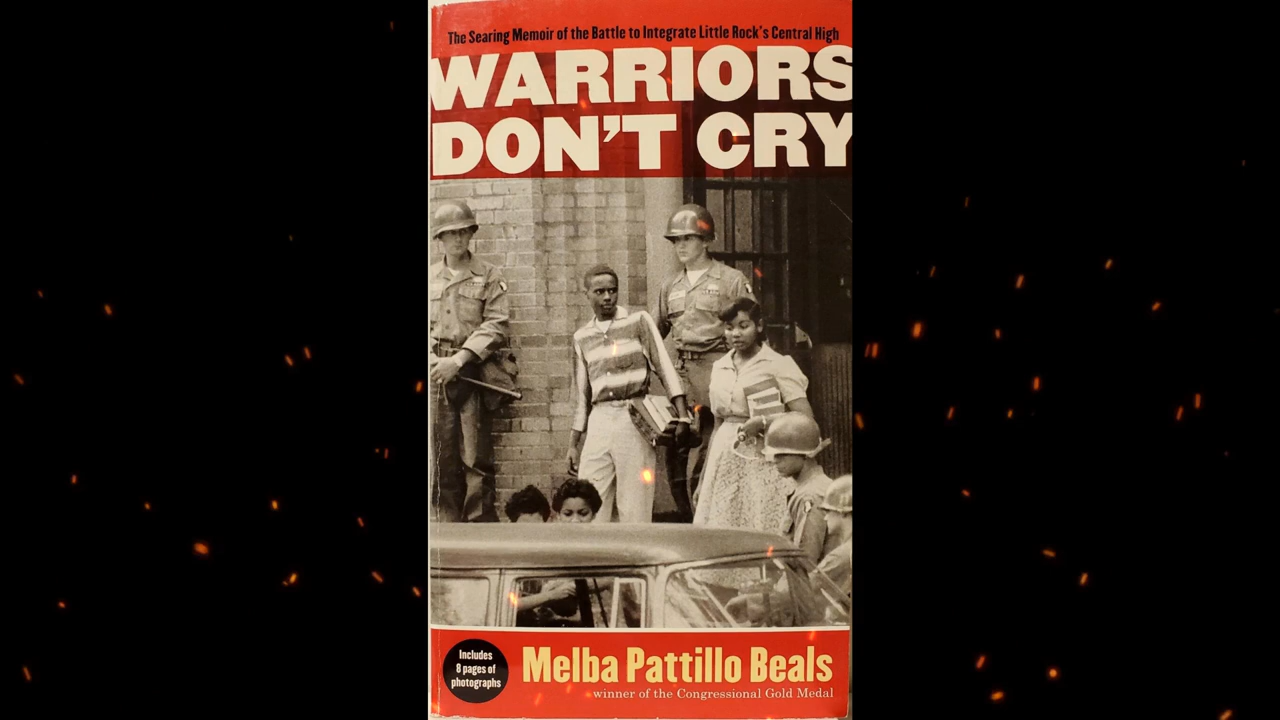 The Searing Memoir of the Battle to Integrate Little Rock's Central High
WARRIORS
DON'T CRY
Includes
8 pages of
photographs
Melba Pattillo Beals
winner of the Congressional Gold Medal